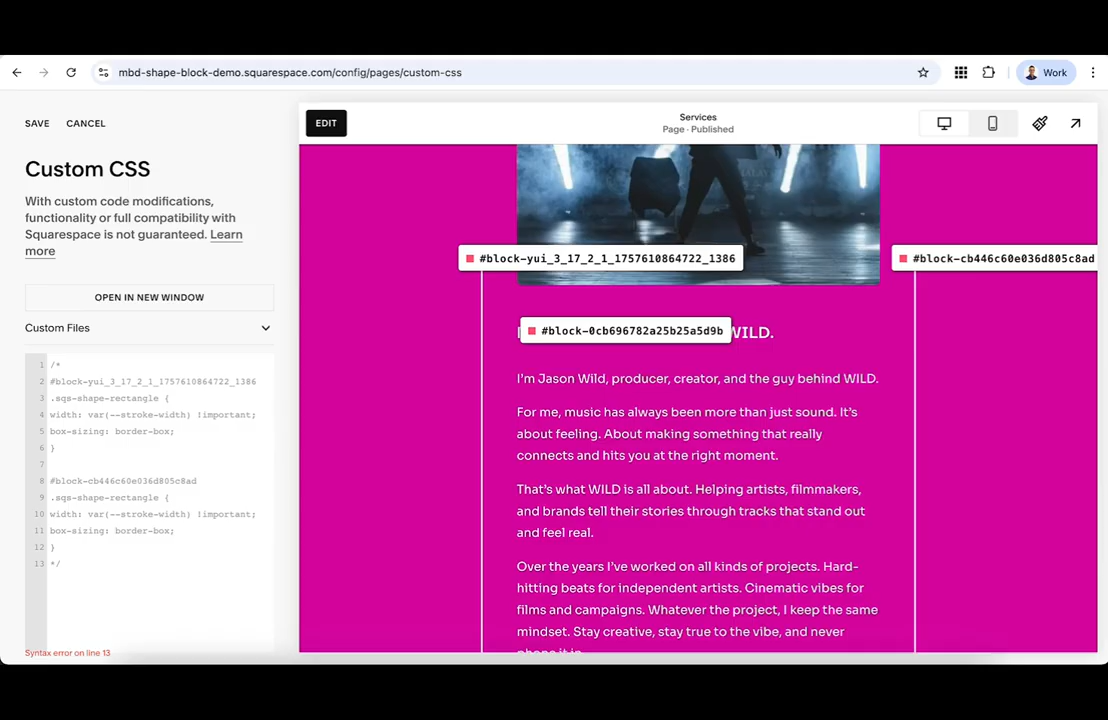 mbd-shape-block-demo.squarespace.com/config/pages/custom-css
Work
SAVE
CANCEL
Custom CSS
With custom code modifications,
functionality or full compatibility with
Squarespace is not guaranteed. Learn
more
OPEN IN NEW WINDOW
Custom Files
1 /*
2 #block-yui_3_17_2_1_1757610864722_1386
3 .sqs-shape-rectangle {
4 width: var(--stroke-width) !important;
5 box-sizing: border-box;
6 }
7
8 #block-cb446c60e036d805c8ad
9 .sqs-shape-rectangle {
10 width: var(--stroke-width) !important;
11 box-sizing: border-box;
12 }
13 */
Syntax error on line 13
EDIT
Services
Page · Published
#block-yui_3_17_2_1_1757610864722_1386
#block-cb446c60e036d805c8ad
#block-0cb696782a25b25a5d9b
WILD.
I’m Jason Wild, producer, creator, and the guy behind WILD.
For me, music has always been more than just sound. It’s
about feeling. About making something that really
connects and hits you at the right moment.
That’s what WILD is all about. Helping artists, filmmakers,
and brands tell their stories through tracks that stand out
and feel real.
Over the years I’ve worked on all kinds of projects. Hard-
hitting beats for independent artists. Cinematic vibes for
films and campaigns. Whatever the project, I keep the same
mindset. Stay creative, stay true to the vibe, and never
phone it in.